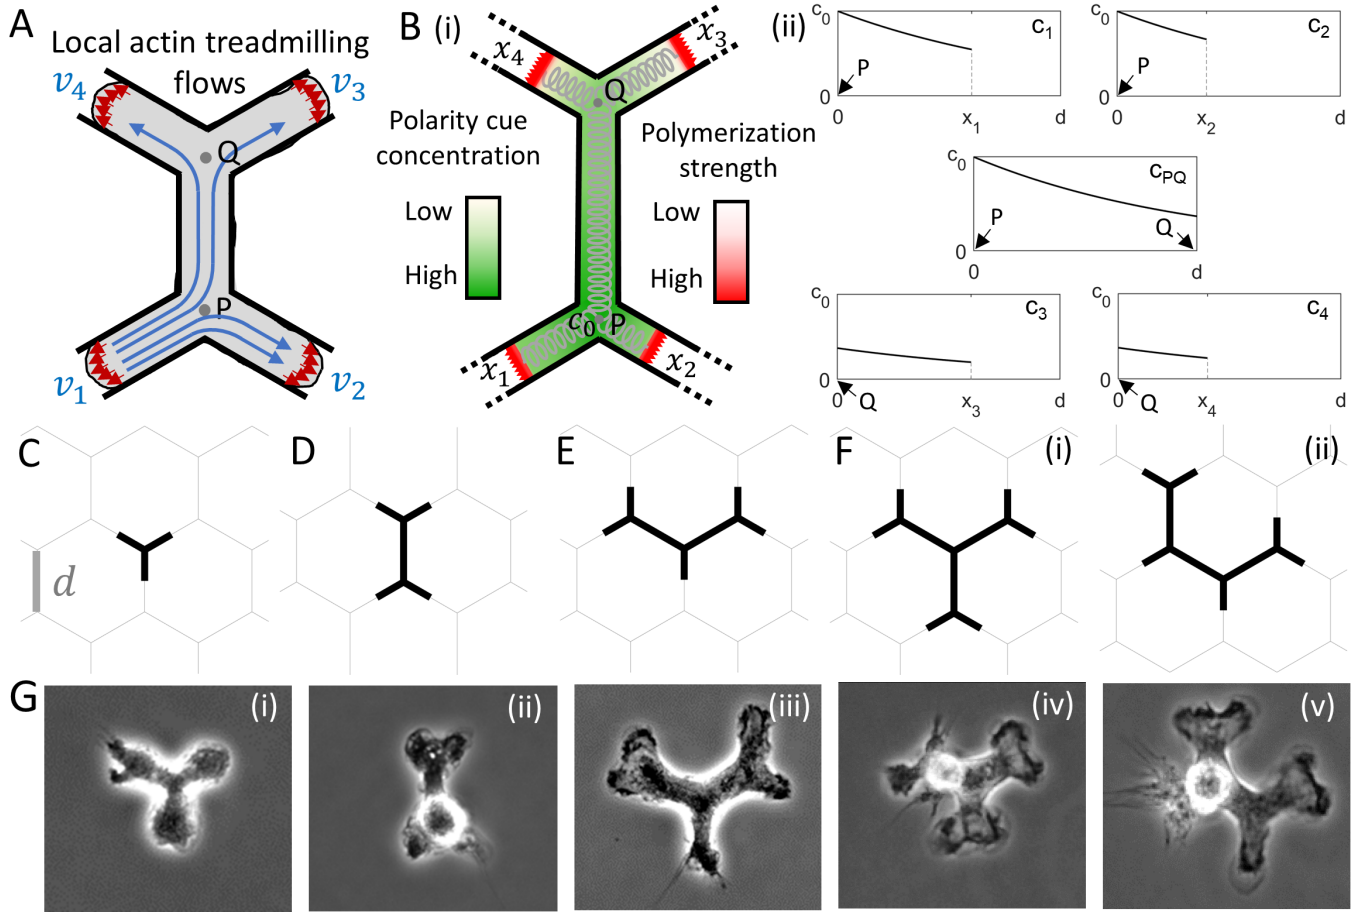 A
Local actin treadmilling
flows
v4
v3
Q
P
v1
v2
B (i)
x4
x3
Q
Polarity cue
concentration
Low
High
Polymerization
strength
Low
High
c0 P
x1
x2
(ii)
c0
c1
P
0
0 x1 d
c0
c2
P
0
0 x2 d
c0
cPQ
P
Q
0
0 d
c0
c3
0
0 Q x3 d
c0
c4
0
0 Q x4 d
C
d
D
E
F (i)
(ii)
G (i)
(ii)
(iii)
(iv)
(v)